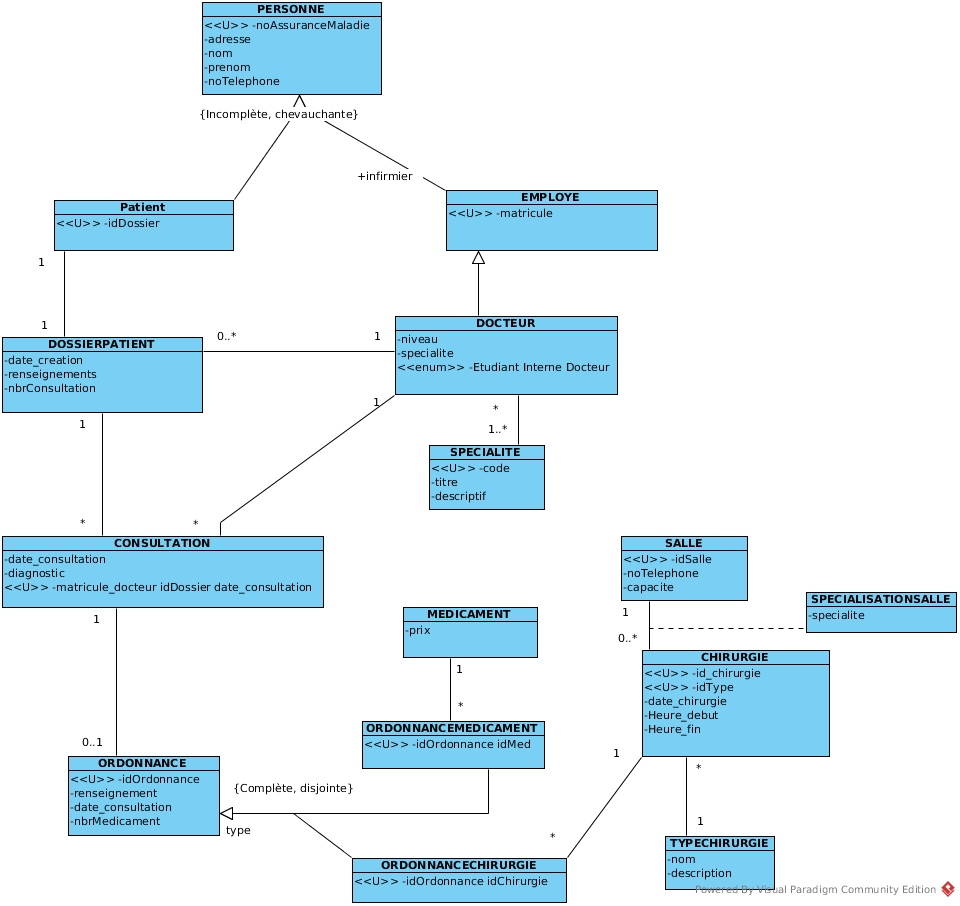 PERSONNE
<<U>> -noAssuranceMaladie
-adresse
-nom
-prenom
-noTelephone
{Incomplète, chevauchante}
+infirmier
Patient
<<U>> -idDossier
EMPLOYE
<<U>> -matricule
1
1
DOSSIERPATIENT
-date_creation
-renseignements
-nbrConsultation
0..*
1
DOCTEUR
-niveau
-specialite
<<enum>> -Etudiant Interne Docteur
1
*
1..*
SPECIALITE
<<U>> -code
-titre
-descriptif
1
*
*
CONSULTATION
-date_consultation
-diagnostic
<<U>> -matricule_docteur idDossier date_consultation
SALLE
<<U>> -idSalle
-noTelephone
-capacite
SPECIALISATIONSALLE
-specialite
1
0..*
1
MEDICAMENT
-prix
1
*
CHIRURGIE
<<U>> -id_chirurgie
<<U>> -idType
-date_chirurgie
-Heure_debut
-Heure_fin
ORDONNANCEMEDICAMENT
<<U>> -idOrdonnance idMed
0..1
ORDONNANCE
<<U>> -idOrdonnance
-renseignement
-date_consultation
-nbrMedicament
{Complète, disjointe}
type
1
*
*
1
ORDONNANCECHIRURGIE
<<U>> -idOrdonnance idChirurgie
TYPECHIRURGIE
-nom
-description
Powered By Visual Paradigm Community Edition